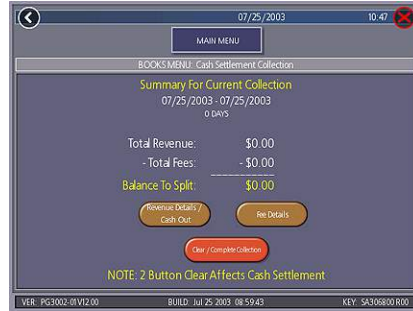 07/25/2003 10:47
MAIN MENU
BOOKS MENU: Cash Settlement Collection
Summary For Current Collection
07/25/2003 - 07/25/2003
0 DAYS
Total Revenue: $0.00
- Total Fees: - $0.00
Balance To Split: $0.00
Revenue Details /
Cash Out
Fee Details
Clear / Complete Collection
NOTE: 2 Button Clear Affects Cash Settlement
VER: PG3002-01V12.00 BUILD: Jul 25 2003 08:59:43 KEY: SA306800 R00